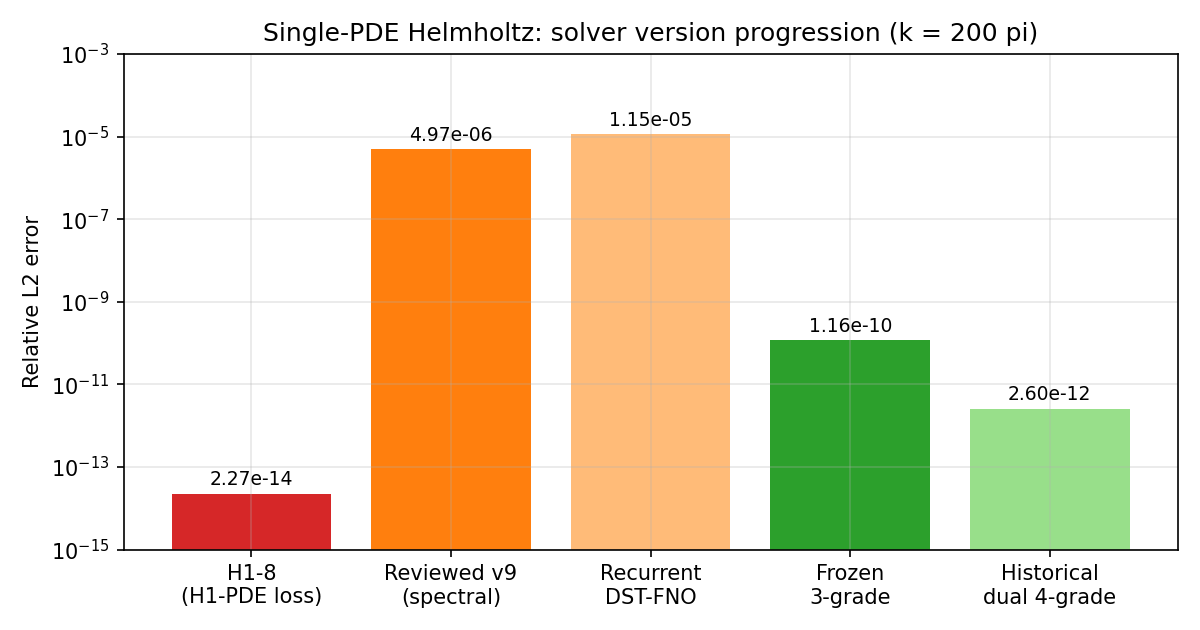 Single-PDE Helmholtz: solver version progression (k = 200 pi)
Relative L2 error
10⁻³
10⁻⁵
10⁻⁷
10⁻⁹
10⁻¹¹
10⁻¹³
10⁻¹⁵
2.27e-14
4.97e-06
1.15e-05
1.16e-10
2.60e-12
H1-8
(H1-PDE loss)
Reviewed v9
(spectral)
Recurrent
DST-FNO
Frozen
3-grade
Historical
dual 4-grade